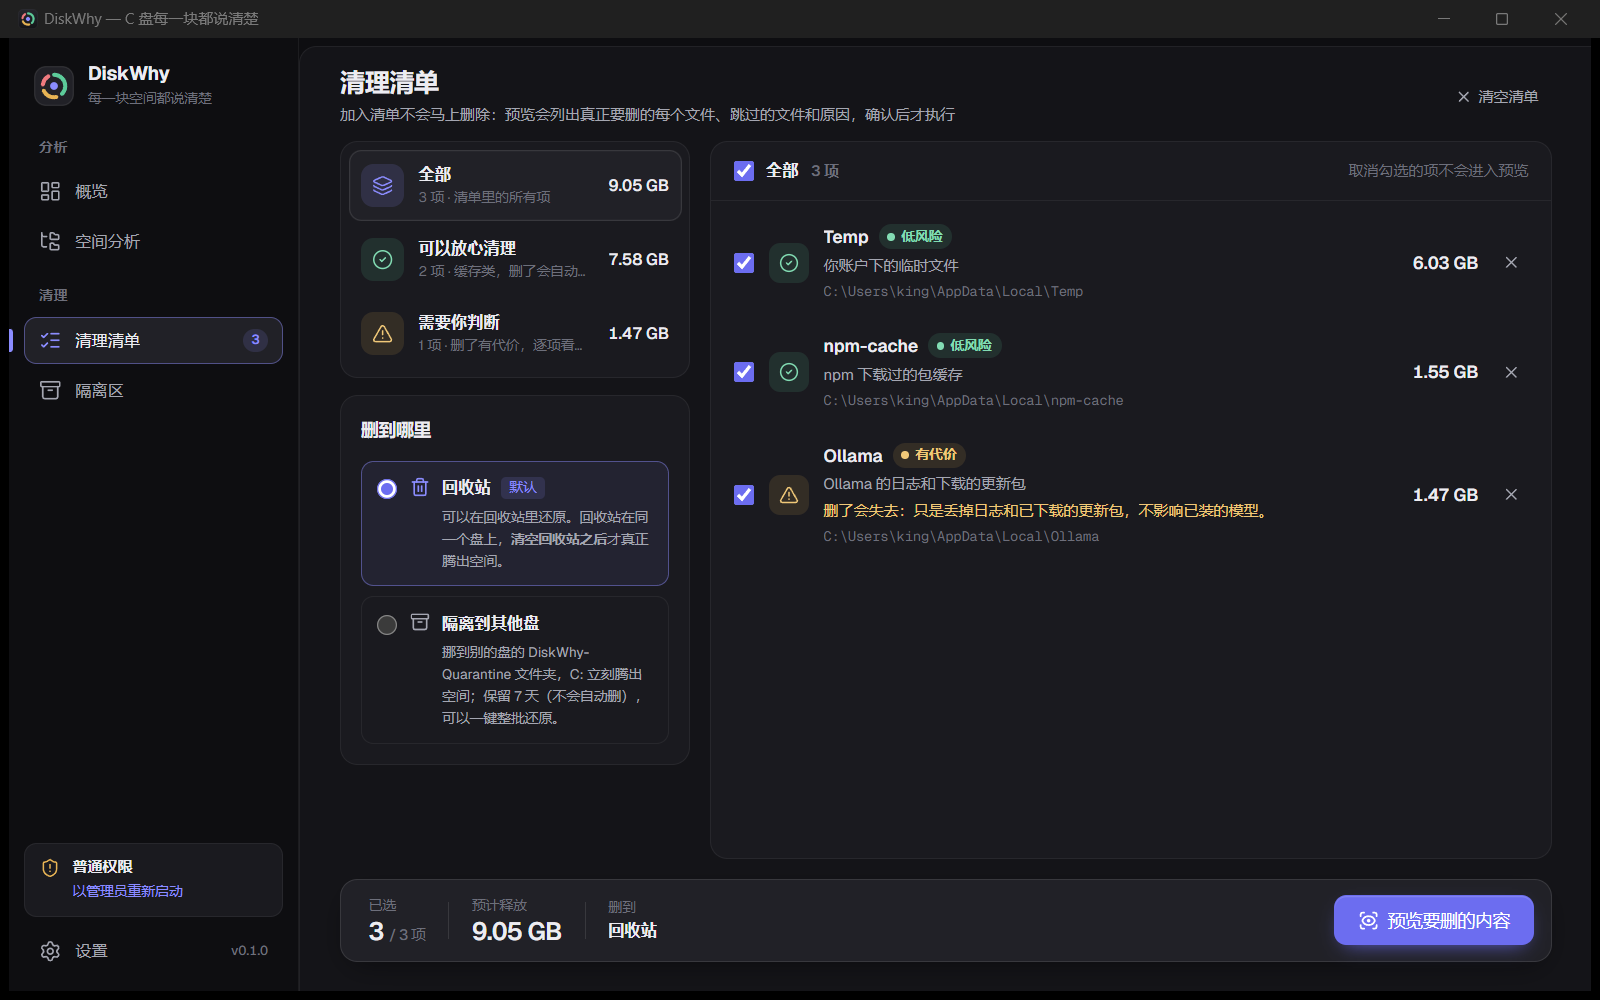 DiskWhy — C 盘每一块都说清楚
DiskWhy
每一块空间都说清楚
分析
概览
空间分析
清理
清理清单
3
隔离区
普通权限
以管理员重新启动
设置
v0.1.0
清理清单
加入清单不会马上删除：预览会列出真正要删的每个文件、跳过的文件和原因，确认后才执行
清空清单
全部
3 项 · 清单里的所有项
9.05 GB
可以放心清理
2 项 · 缓存类，删了会自动…
7.58 GB
需要你判断
1 项 · 删了有代价，逐项看…
1.47 GB
删到哪里
回收站 默认
可以在回收站里还原。回收站在同
一个盘上，清空回收站之后才真正
腾出空间。
隔离到其他盘
挪到别的盘的 DiskWhy-
Quarantine 文件夹，C: 立刻腾出
空间；保留 7 天（不会自动删），
可以一键整批还原。
全部 3 项
取消勾选的项不会进入预览
Temp 低风险
你账户下的临时文件
C:\Users\king\AppData\Local\Temp
6.03 GB
npm-cache 低风险
npm 下载过的包缓存
C:\Users\king\AppData\Local\npm-cache
1.55 GB
Ollama 有代价
Ollama 的日志和下载的更新包
删了会失去：只是丢掉日志和已下载的更新包，不影响已装的模型。
C:\Users\king\AppData\Local\Ollama
1.47 GB
已选
3 / 3 项
预计释放
9.05 GB
删到
回收站
预览要删的内容